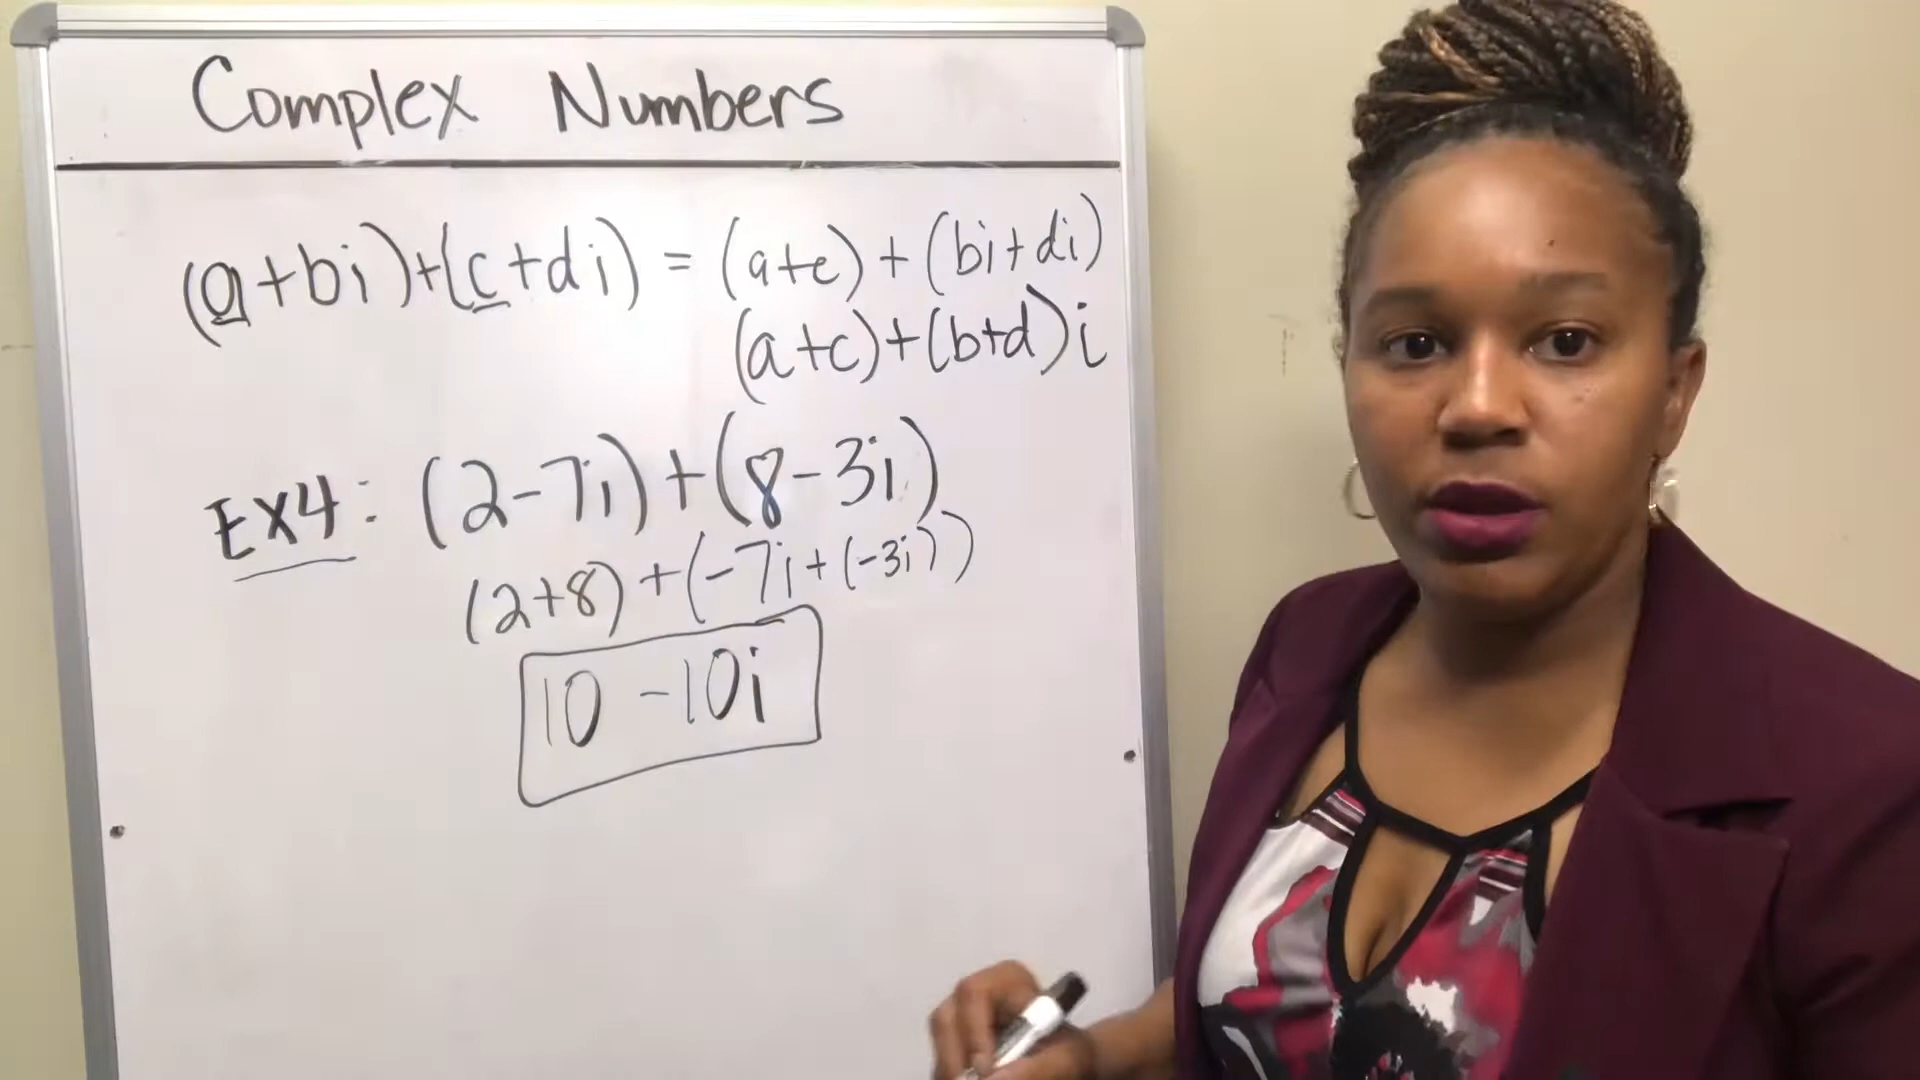 Complex Numbers
(a+bi)+(c+di) = (a+c) + (bi+di)
(a+c)+(b+d)i
EX4: (2-7i)+(8-3i)
(2+8)+(-7i+(-3i))
10 -10i